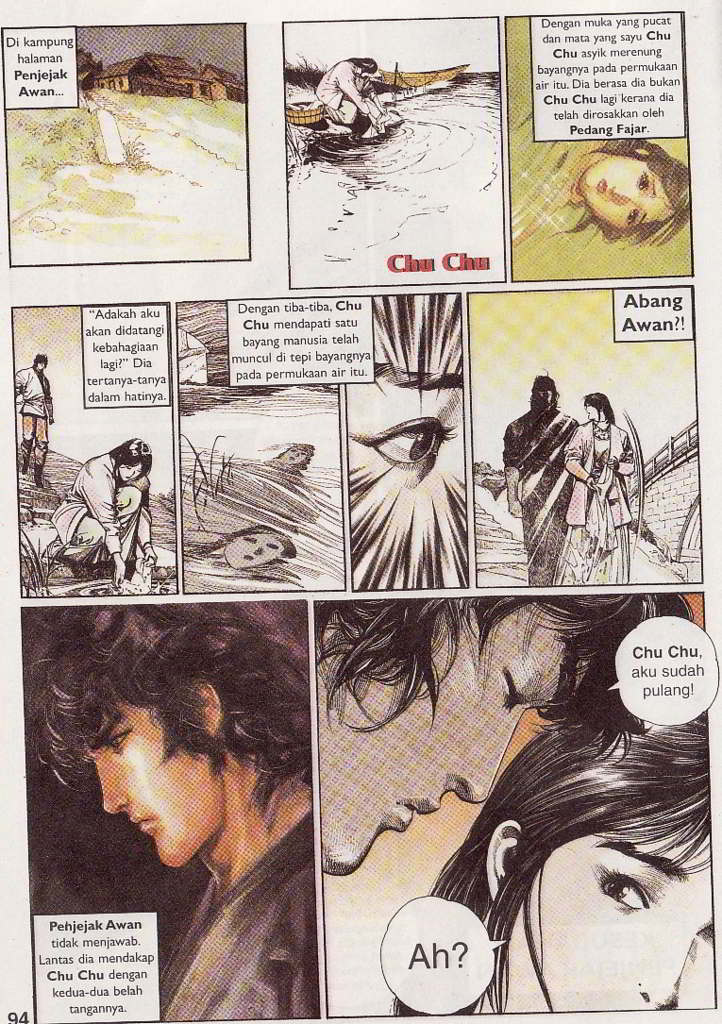 Di kampung
halaman
Penjejak
Awan...
Chu Chu
Dengan muka yang pucat
dan mata yang sayu Chu
Chu asyik merenung
bayangnya pada permukaan
air itu. Dia berasa dia bukan
Chu Chu lagi kerana dia
telah dirosakkan oleh
Pedang Fajar.
"Adakah aku
akan didatangi
kebahagiaan
lagi?" Dia
tertanya-tanya
dalam hatinya.
Dengan tiba-tiba, Chu
Chu mendapati satu
bayang manusia telah
muncul di tepi bayangnya
pada permukaan air itu.
Abang
Awan?!
Penjejak Awan
tidak menjawab.
Lantas dia mendakap
Chu Chu dengan
kedua-dua belah
tangannya.
Chu Chu,
aku sudah
pulang!
Ah?
94